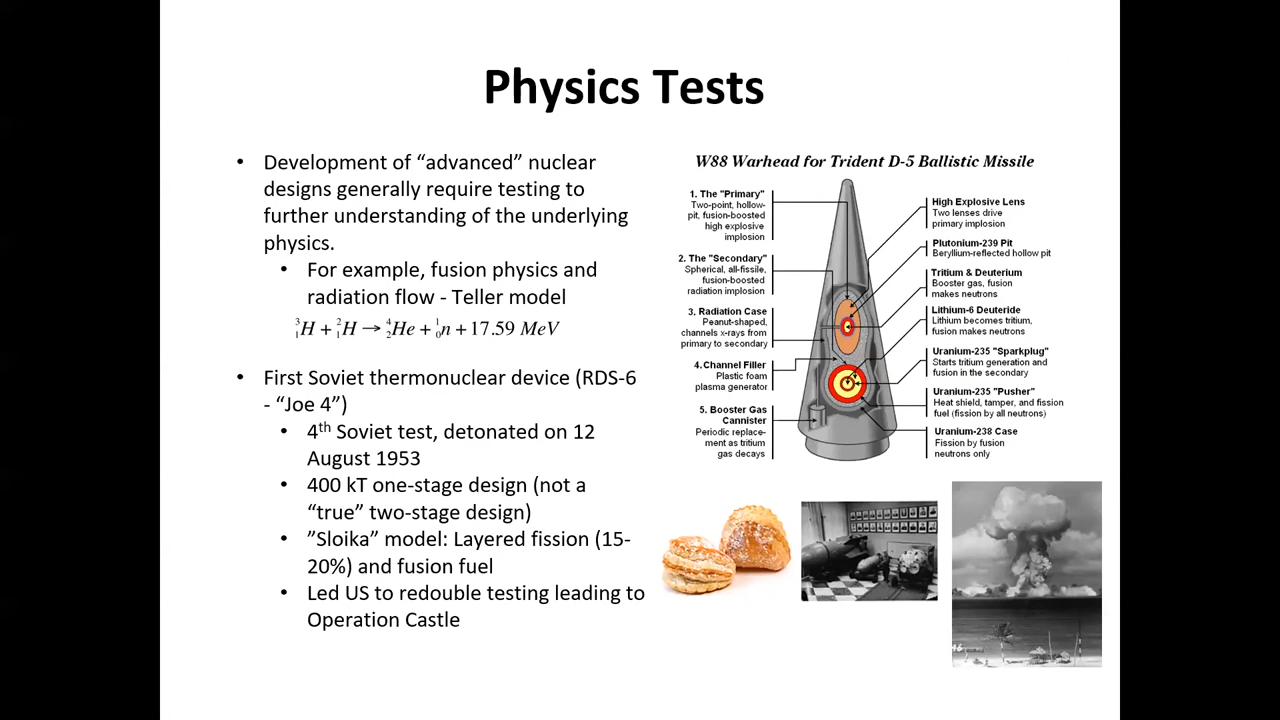 Physics Tests
• Development of “advanced” nuclear
designs generally require testing to
further understanding of the underlying
physics.
• For example, fusion physics and
radiation flow - Teller model
³₁H + ²₁H → ⁴₂He + ¹₀n + 17.59 MeV
• First Soviet thermonuclear device (RDS-6
- “Joe 4”)
• 4th Soviet test, detonated on 12
August 1953
• 400 kT one-stage design (not a
“true” two-stage design)
• ”Sloika” model: Layered fission (15-
20%) and fusion fuel
• Led US to redouble testing leading to
Operation Castle
W88 Warhead for Trident D-5 Ballistic Missile
1. The "Primary"
Two-point, hollow-
pit, fusion-boosted
high explosive
implosion
2. The "Secondary"
Spherical, all-fissile,
fusion-boosted
radiation implosion
3. Radiation Case
Peanut-shaped,
channels x-rays from
primary to secondary
4. Channel Filler
Plastic foam
plasma generator
5. Booster Gas
Cannister
Periodic replace-
ment as tritium
gas decays
High Explosive Lens
Two lenses drive
primary implosion
Plutonium-239 Pit
Beryllium-reflected hollow pit
Tritium & Deuterium
Booster gas, fusion
makes neutrons
Lithium-6 Deuteride
Lithium becomes tritium,
fusion makes neutrons
Uranium-235 "Sparkplug"
Starts tritium generation and
fusion in the secondary
Uranium-235 "Pusher"
Heat shield, tamper, and fission
fuel (fission by all neutrons)
Uranium-238 Case
Fission by fusion
neutrons only